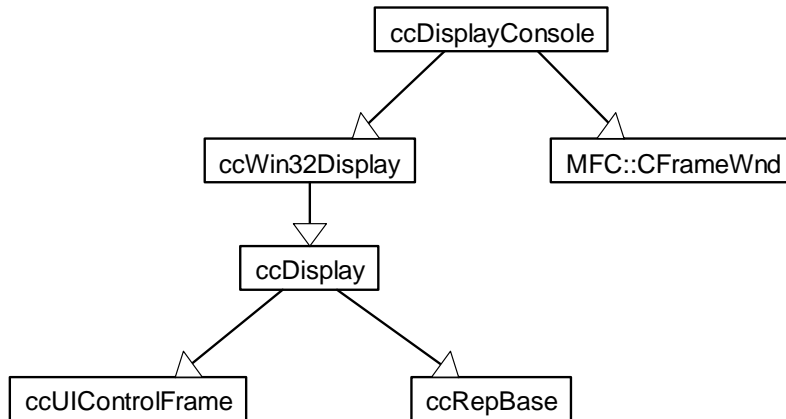 ccDisplayConsole
ccWin32Display
MFC::CFrameWnd
ccDisplay
ccUIControlFrame
ccRepBase